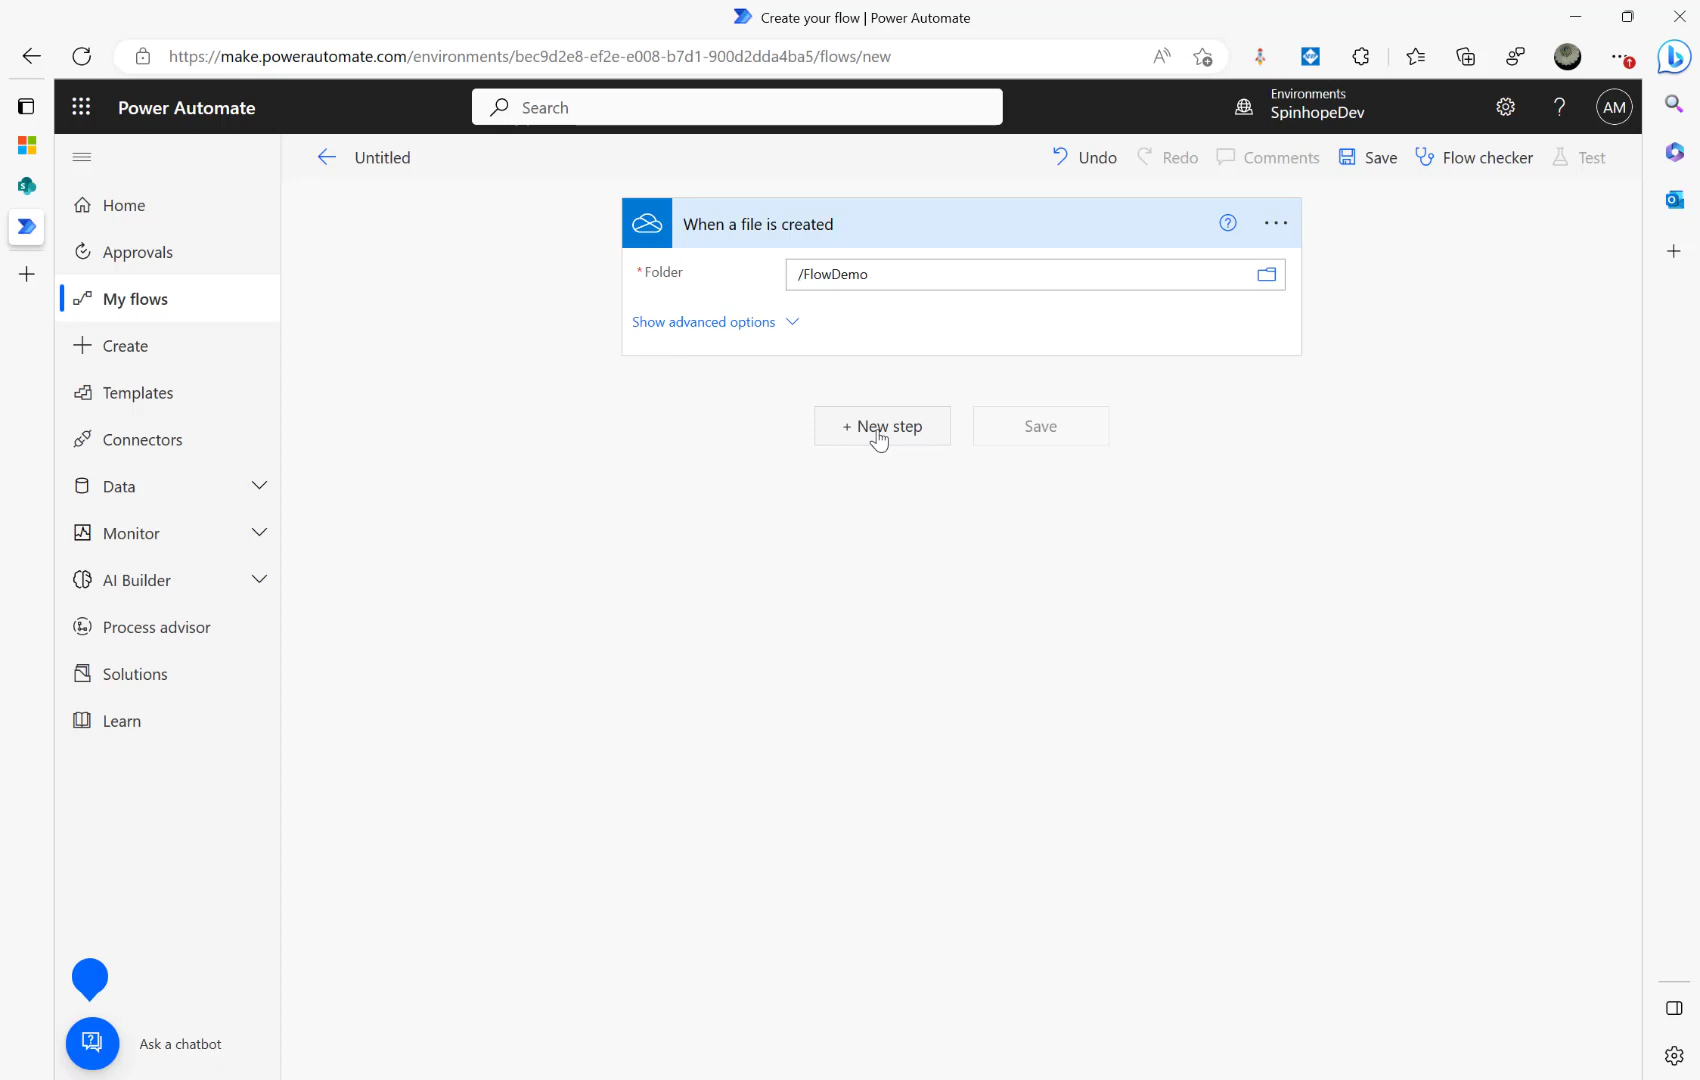 Create your flow | Power Automate
https://make.powerautomate.com/environments/bec9d2e8-ef2e-e008-b7d1-900d2dda4ba5/flows/new
Power Automate
Search
Environments
SpinhopeDev
AM
Untitled
Undo
Redo
Comments
Save
Flow checker
Test
Home
Approvals
My flows
Create
Templates
Connectors
Data
Monitor
AI Builder
Process advisor
Solutions
Learn
When a file is created
* Folder
/FlowDemo
Show advanced options
+ New step
Save
Ask a chatbot